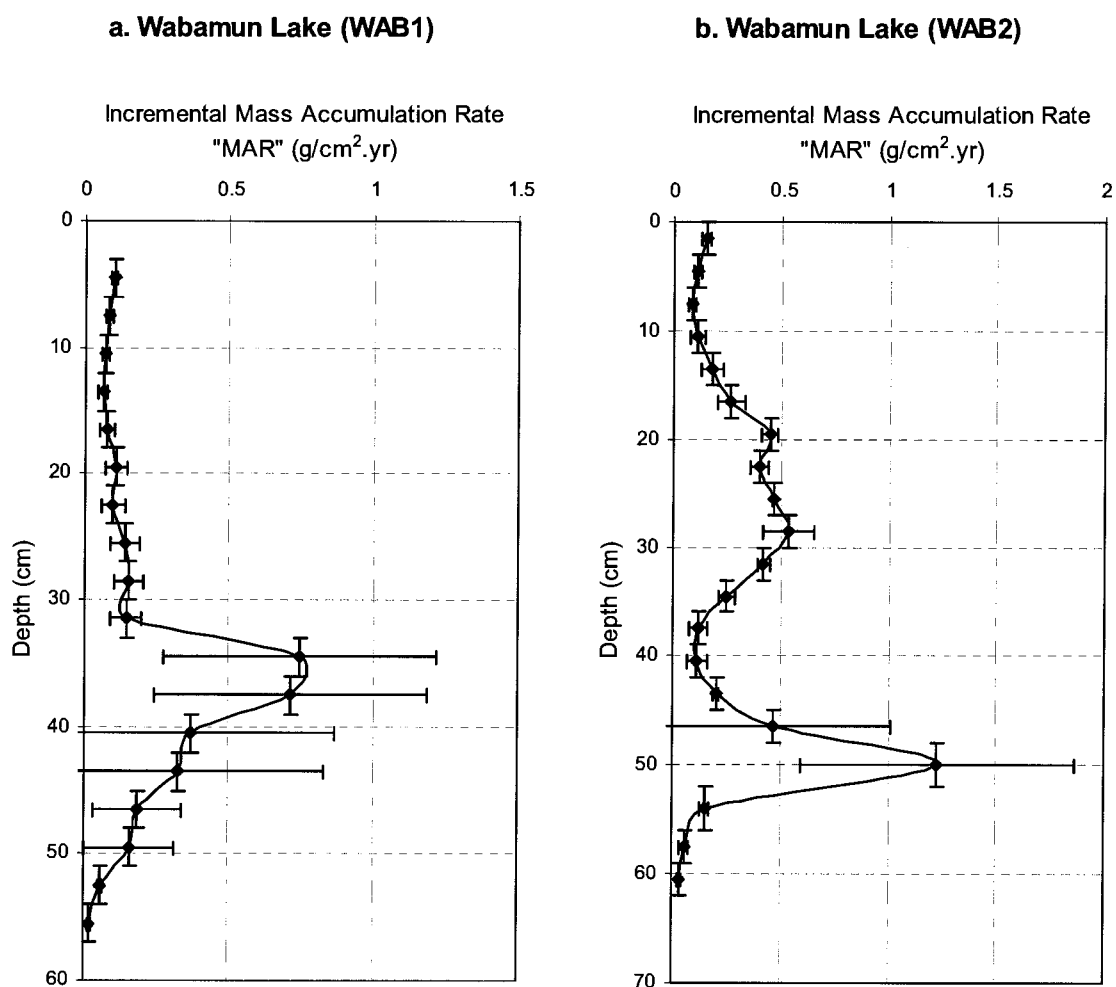 a. Wabamun Lake (WAB1)
Incremental Mass Accumulation Rate
"MAR" (g/cm².yr)
0 0.5 1 1.5
0
10
20
30
40
50
60
Depth (cm)
b. Wabamun Lake (WAB2)
Incremental Mass Accumulation Rate
"MAR" (g/cm².yr)
0 0.5 1 1.5 2
0
10
20
30
40
50
60
70
Depth (cm)